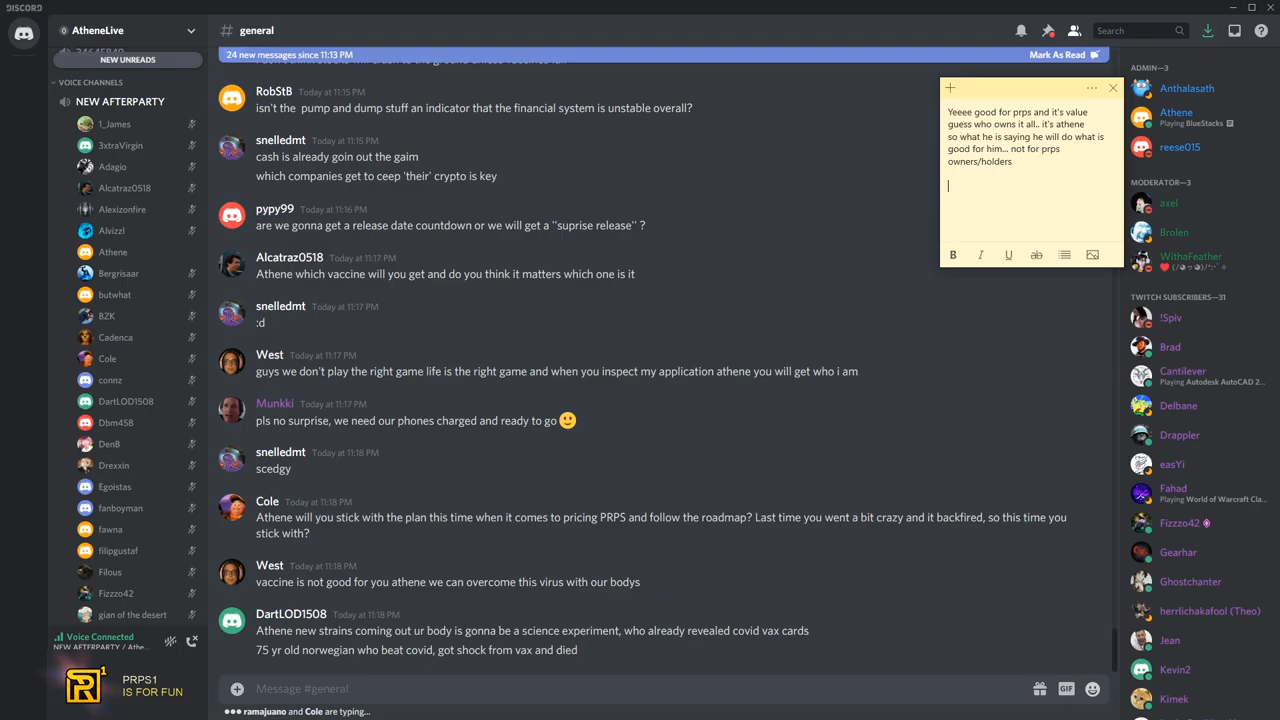 DISCORD
AtheneLive
NEW UNREADS
VOICE CHANNELS
NEW AFTERPARTY
1_James
3xtraVirgin
Adagio
Alcatraz0518
Alexizonfire
Alvizzl
Athene
Bergrisaar
butwhat
BZK
Cadenca
Cole
connz
DartLOD1508
Dbm458
DenB
Drexxin
Egoistas
fanboyman
fawna
filipgustaf
Filous
Fizzzo42
gian of the desert
Voice Connected
NEW AFTERPARTY / Athe...
PRPS1
IS FOR FUN
# general
Search
24 new messages since 11:13 PM
Mark As Read
RobStB Today at 11:15 PM
isn't the pump and dump stuff an indicator that the financial system is unstable overall?
snelledmt Today at 11:15 PM
cash is already goin out the gaim
which companies get to ceep 'their' crypto is key
pypy99 Today at 11:16 PM
are we gonna get a release date countdown or we will get a "suprise release" ?
Alcatraz0518 Today at 11:17 PM
Athene which vaccine will you get and do you think it matters which one is it
snelledmt Today at 11:17 PM
:d
West Today at 11:17 PM
guys we don't play the right game life is the right game and when you inspect my application athene you will get who i am
Munkki Today at 11:17 PM
pls no surprise, we need our phones charged and ready to go 🙂
snelledmt Today at 11:18 PM
scedgy
Cole Today at 11:18 PM
Athene will you stick with the plan this time when it comes to pricing PRPS and follow the roadmap? Last time you went a bit crazy and it backfired, so this time you
stick with?
West Today at 11:18 PM
vaccine is not good for you athene we can overcome this virus with our bodys
DartLOD1508 Today at 11:18 PM
Athene new strains coming out ur body is gonna be a science experiment, who already revealed covid vax cards
75 yr old norwegian who beat covid, got shock from vax and died
Message #general
GIF
ramajuano and Cole are typing...
Yeeee good for prps and it's value
guess who owns it all.. it's athene
so what he is saying he will do what is
good for him... not for prps
owners/holders
B I U ab
ADMIN—3
Anthalasath
Athene
Playing BlueStacks
reese015
MODERATOR—3
axel
Brolen
WithaFeather
TWITCH SUBSCRIBERS—31
!Spiv
Brad
Cantilever
Playing Autodesk AutoCAD 2...
Delbane
Drappler
easYi
Fahad
Playing World of Warcraft Cla...
Fizzzo42
Gearhar
Ghostchanter
herrlichakafool (Theo)
Jean
Kevin2
Kimek